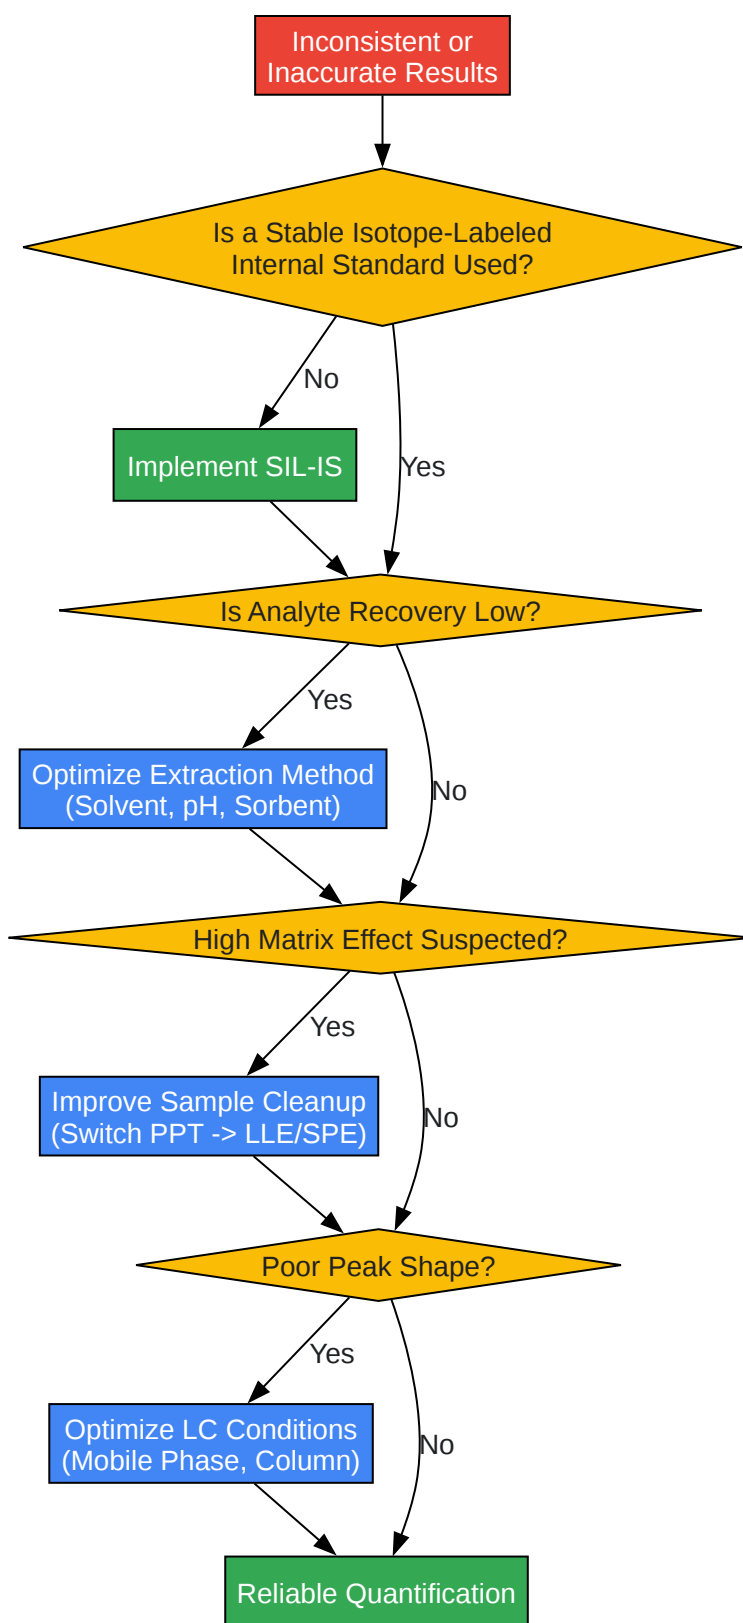 Inconsistent or
Inaccurate Results
Is a Stable Isotope-Labeled
Internal Standard Used?
No
Implement SIL-IS
Yes
Is Analyte Recovery Low?
Yes
Optimize Extraction Method
(Solvent, pH, Sorbent)
No
High Matrix Effect Suspected?
Yes
Improve Sample Cleanup
(Switch PPT -> LLE/SPE)
No
Poor Peak Shape?
Yes
Optimize LC Conditions
(Mobile Phase, Column)
No
Reliable Quantification